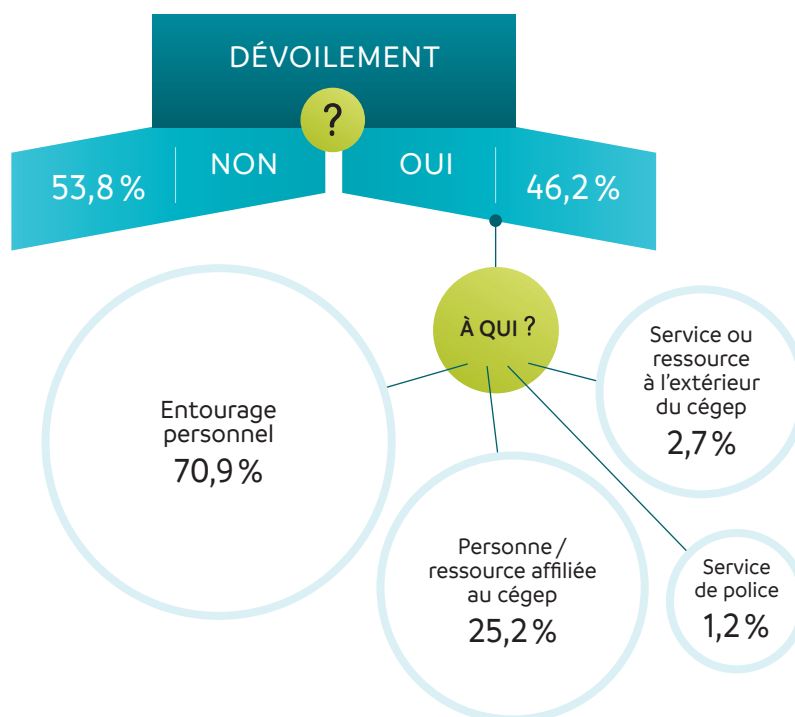 DÉVOILEMENT
?
53,8 %
NON
OUI
46,2 %
À QUI ?
Service ou
ressource
à l'extérieur
du cégep
2,7 %
Entourage
personnel
70,9 %
Personne /
ressource affiliée
au cégep
25,2 %
Service
de police
1,2 %